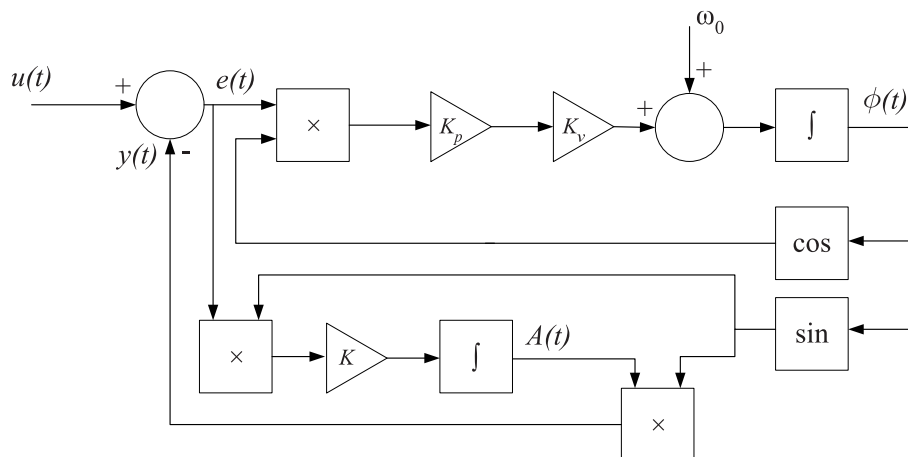 ω₀
u(t)
+
e(t)
+
+
ϕ(t)
×
Kₚ
Kᵥ
∫
y(t)
-
cos
sin
×
K
∫
A(t)
×